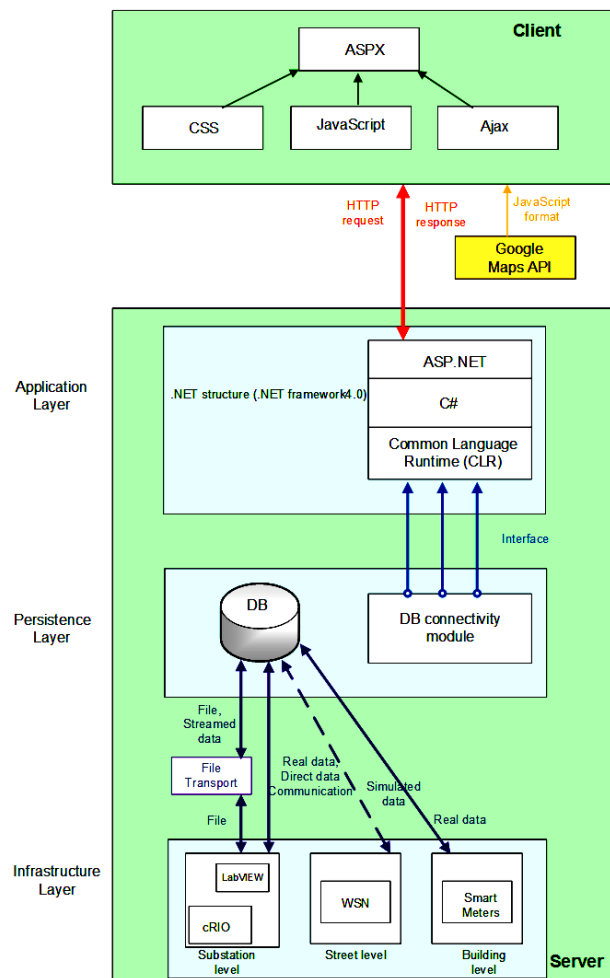 Client
ASPX
CSS
JavaScript
Ajax
HTTP
request
HTTP
response
JavaScript
format
Google
Maps API
Application
Layer
.NET structure (.NET framework4.0)
ASP.NET
C#
Common Language
Runtime (CLR)
Interface
Persistence
Layer
DB
DB connectivity
module
File,
Streamed
data
File
Transport
Real data,
Direct data
Communication
Simulated
data
File
Real data
Infrastructure
Layer
LabVIEW
cRIO
WSN
Smart
Meters
Substation
level
Street level
Building
level
Server